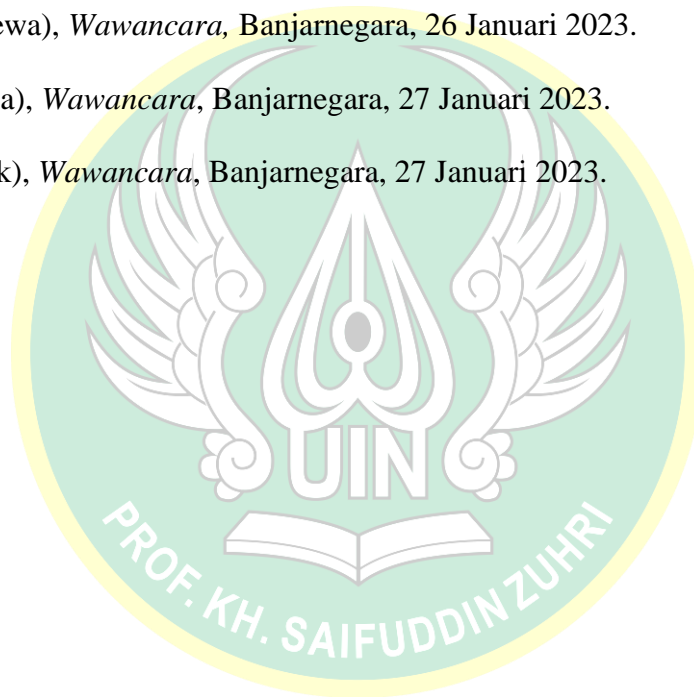 ewa), Wawancara, Banjarnegara, 26 Januari 2023.
a), Wawancara, Banjarnegara, 27 Januari 2023.
k), Wawancara, Banjarnegara, 27 Januari 2023.
UIN
PROF. KH. SAIFUDDIN ZUHRI